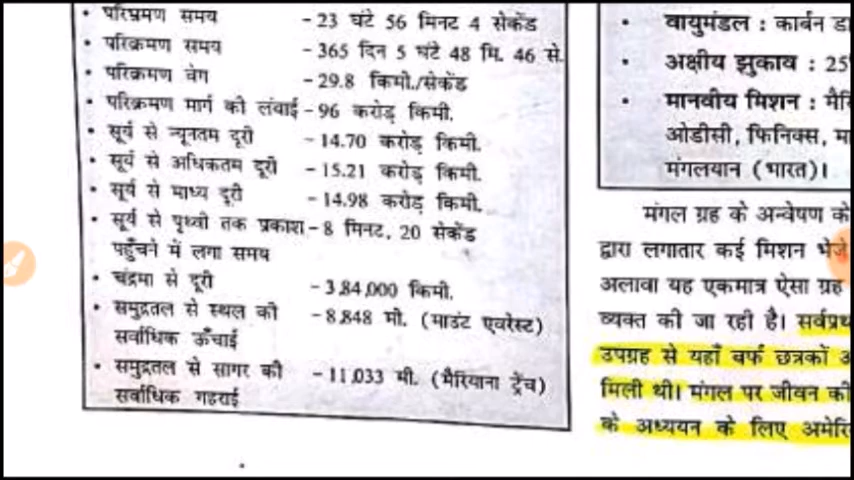 परिभ्रमण समय - 23 घंटे 56 मिनट 4 सेकेंड
परिक्रमण समय - 365 दिन 5 घंटे 48 मि. 46 से.
परिक्रमण वेग - 29.8 किमी./सेकेंड
परिक्रमण मार्ग की लंबाई - 96 करोड़ किमी.
सूर्य से न्यूनतम दूरी - 14.70 करोड़ किमी.
सूर्य से अधिकतम दूरी - 15.21 करोड़ किमी.
सूर्य से माध्य दूरी - 14.98 करोड़ किमी.
सूर्य से पृथ्वी तक प्रकाश - 8 मिनट, 20 सेकेंड
पहुँचने में लगा समय
चंद्रमा से दूरी - 3,84,000 किमी.
समुद्रतल से स्थल की - 8,848 मी. (माउंट एवरेस्ट)
सर्वाधिक ऊँचाई
समुद्रतल से सागर की - 11,033 मी. (मैरियाना ट्रेंच)
सर्वाधिक गहराई
वायुमंडल : कार्बन डा
अक्षीय झुकाव : 25°
मानवीय मिशन : मैरि
ओडीसी, फिनिक्स, मा
मंगलयान (भारत)।
मंगल ग्रह के अन्वेषण को
द्वारा लगातार कई मिशन भेजे
अलावा यह एकमात्र ऐसा ग्रह
व्यक्त की जा रही है। सर्वप्रथ
उपग्रह से यहाँ बर्फ छत्रकों अ
मिली थी। मंगल पर जीवन की
के अध्ययन के लिए अमेरि